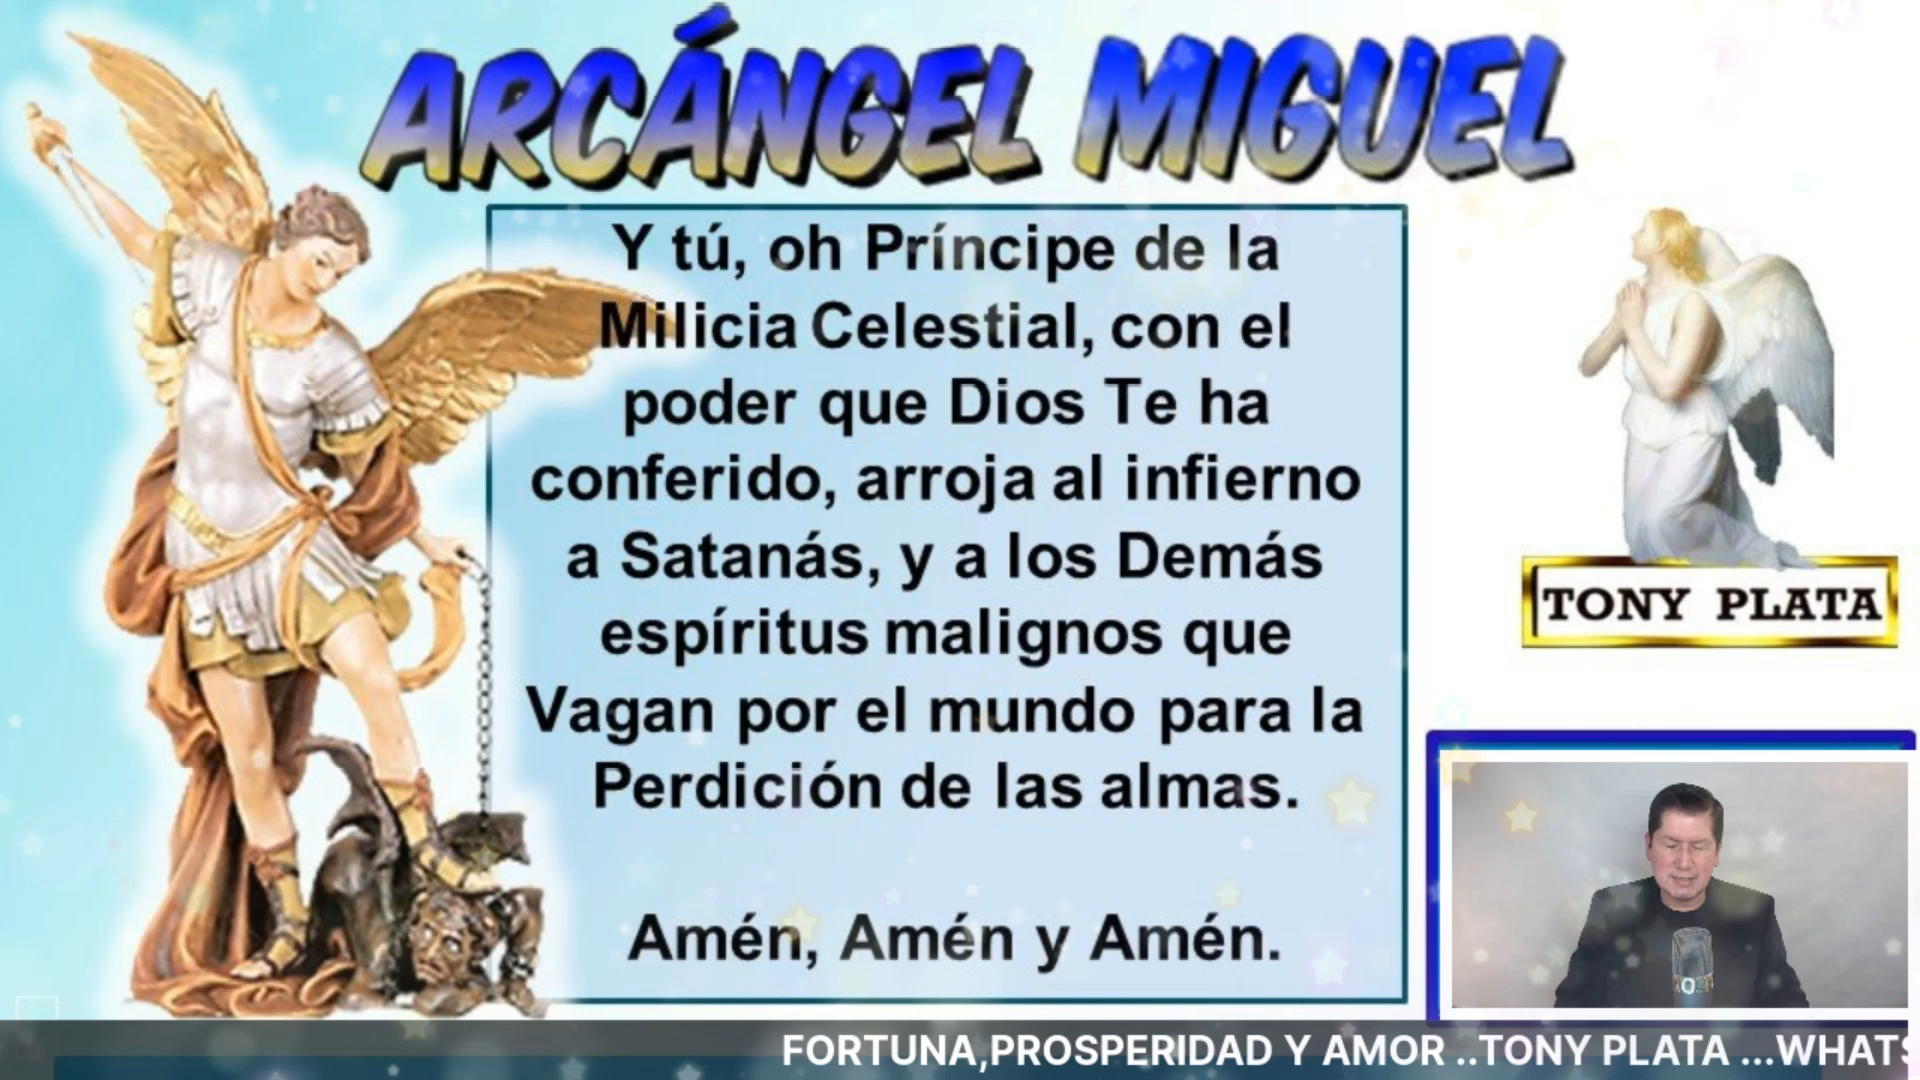 ARCÁNGEL MIGUEL
Y tú, oh Príncipe de la
Milicia Celestial, con el
poder que Dios Te ha
conferido, arroja al infierno
a Satanás, y a los Demás
espíritus malignos que
Vagan por el mundo para la
Perdición de las almas.
Amén, Amén y Amén.
TONY PLATA
FORTUNA,PROSPERIDAD Y AMOR ..TONY PLATA ...WHATS